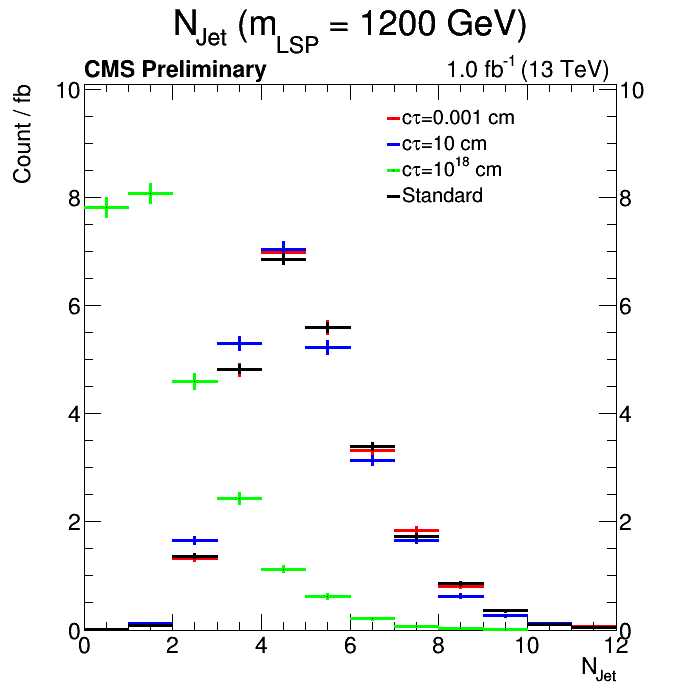 N_Jet (m_LSP = 1200 GeV)
CMS Preliminary 1.0 fb^-1 (13 TeV)
Count / fb
cτ=0.001 cm
cτ=10 cm
cτ=10^18 cm
Standard
10 10
8 8
6 6
4 4
2 2
0 0
0 2 4 6 8 10 12
N_Jet